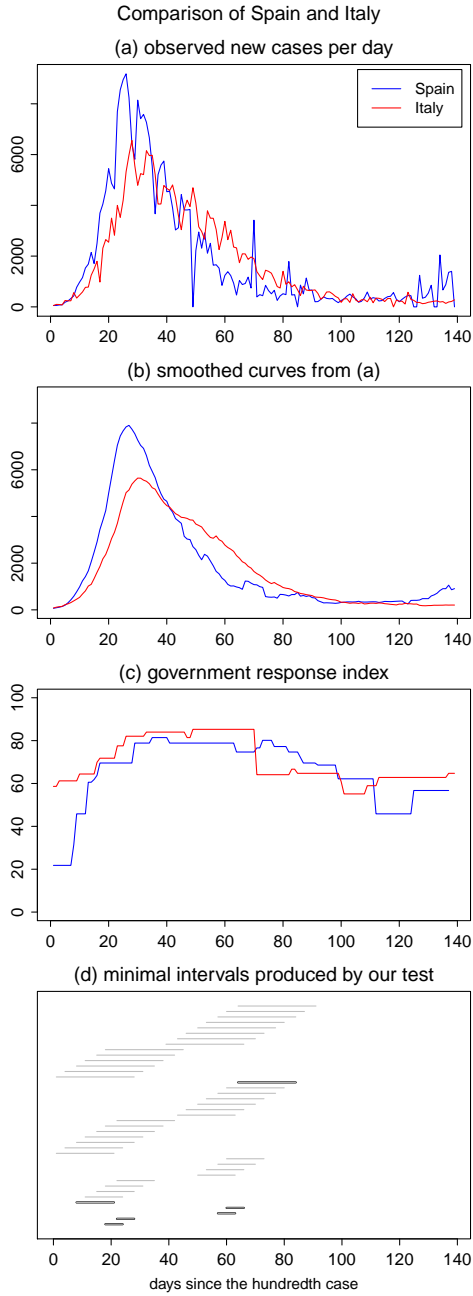 Comparison of Spain and Italy
(a) observed new cases per day
Spain
Italy
0 2000 6000
0 20 40 60 80 100 120 140
(b) smoothed curves from (a)
0 2000 6000
0 20 40 60 80 100 120 140
(c) government response index
0 20 40 60 80 100
0 20 40 60 80 100 120 140
(d) minimal intervals produced by our test
0 20 40 60 80 100 120 140
days since the hundredth case